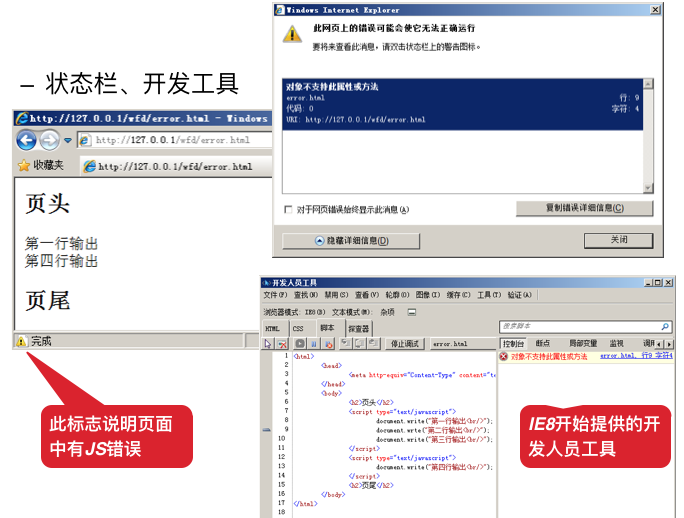 – 状态栏、开发工具
http://127.0.0.1/wfd/error.html - Windows
http://127.0.0.1/wfd/error.html
收藏夹
http://127.0.0.1/wfd/error.html
页头
第一行输出
第四行输出
页尾
完成
此标志说明页面
中有JS错误
Windows Internet Explorer
此网页上的错误可能会使它无法正确运行
要将来查看此消息，请双击状态栏上的警告图标。
对象不支持此属性或方法
error.html 行: 9
代码: 0 字符: 4
URI: http://127.0.0.1/wfd/error.html
对于网页错误始终显示此消息(A)
复制错误详细信息(C)
隐藏详细信息(D)
关闭
开发人员工具
文件(F) 查找(N) 禁用(S) 查看(V) 轮廓(O) 图像(I) 缓存(C) 工具(T) 验证(A)
浏览器模式: IE8(B) 文本模式(M): 杂项
HTML CSS 脚本 探查器
搜索脚本
停止调试 error.html
控制台 断点 局部变量 监视 调用
对象不支持此属性或方法 error.html, 行9 字符4
1 <html>
2 <head>
3 <meta http-equiv="Content-Type" content="te
4 </head>
5 <body>
6 <h2>页头</h2>
7 <script type="text/javascript">
8 document.write("第一行输出<br/>");
9 docment.write("第二行输出<br/>");
10 document.write("第三行输出<br/>");
11 </script>
12 <script type="text/javascript">
13 document.write("第四行输出<br/>");
14 </script>
15 <h2>页尾</h2>
16 </body>
17 </html>
18
IE8开始提供的开
发人员工具